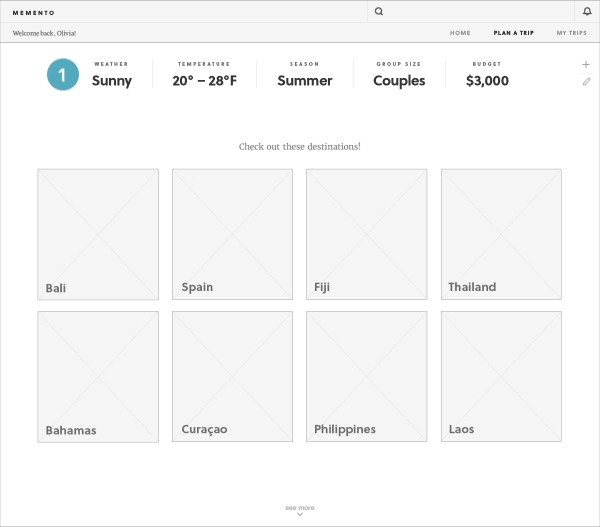 MEMENTO
Welcome back, Olivia!
HOME PLAN A TRIP MY TRIPS
1
WEATHER TEMPERATURE SEASON GROUP SIZE BUDGET
Sunny 20° – 28°F Summer Couples $3,000
Check out these destinations!
Bali Spain Fiji Thailand
Bahamas Curaçao Philippines Laos
see more